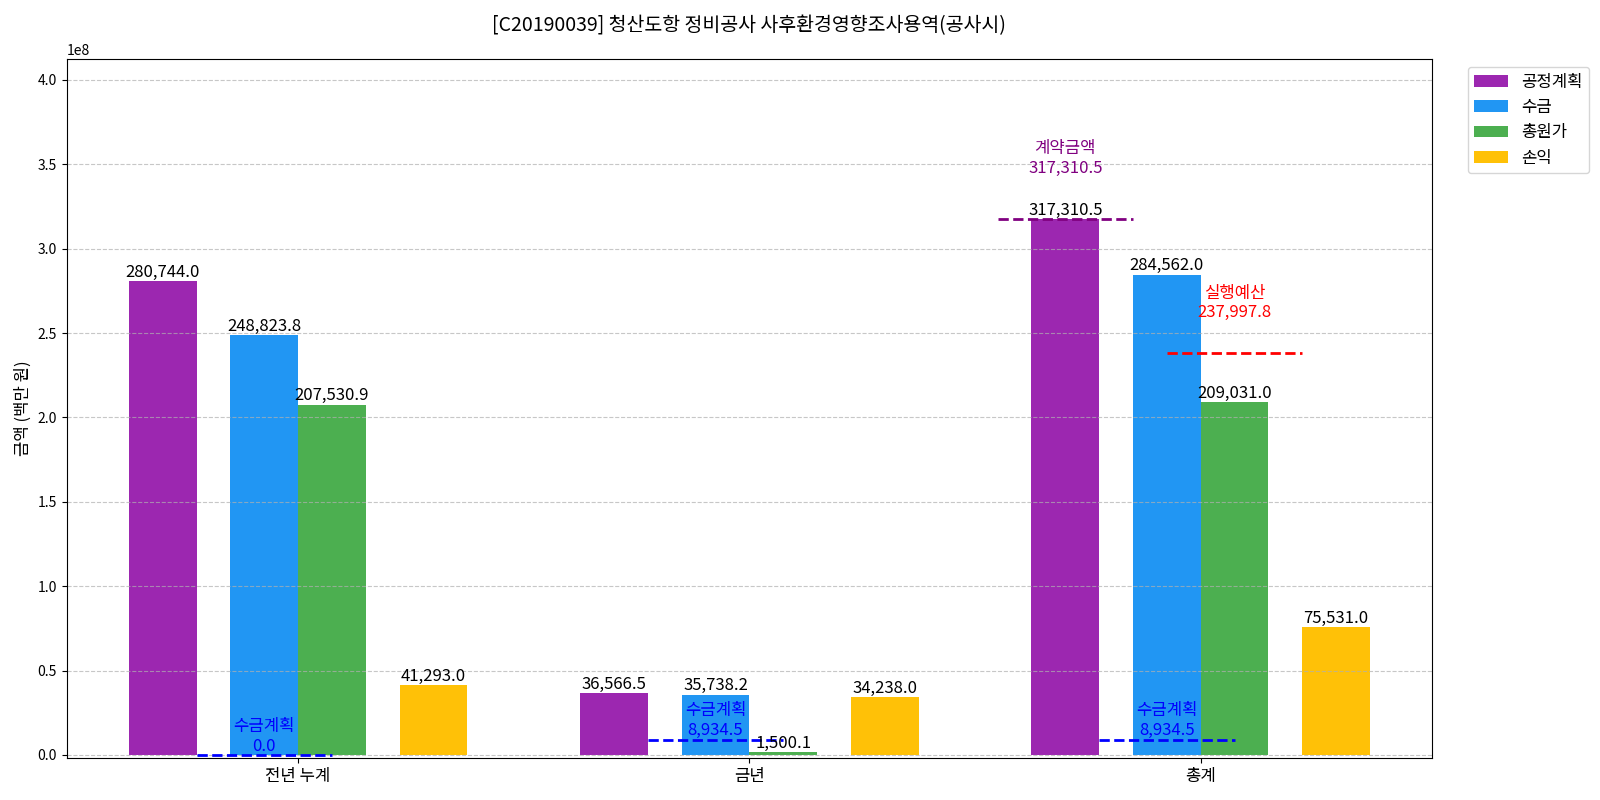 [C20190039] 청산도항 정비공사 사후환경영향조사용역(공사시)
1e8
금액 (백만 원)
4.0
3.5
3.0
2.5
2.0
1.5
1.0
0.5
0.0
280,744.0
248,823.8
207,530.9
41,293.0
수금계획
0.0
36,566.5
35,738.2
수금계획
8,934.5
1,500.1
34,238.0
계약금액
317,310.5
317,310.5
284,562.0
실행예산
237,997.8
209,031.0
수금계획
8,934.5
75,531.0
전년 누계
금년
총계
공정계획
수금
총원가
손익